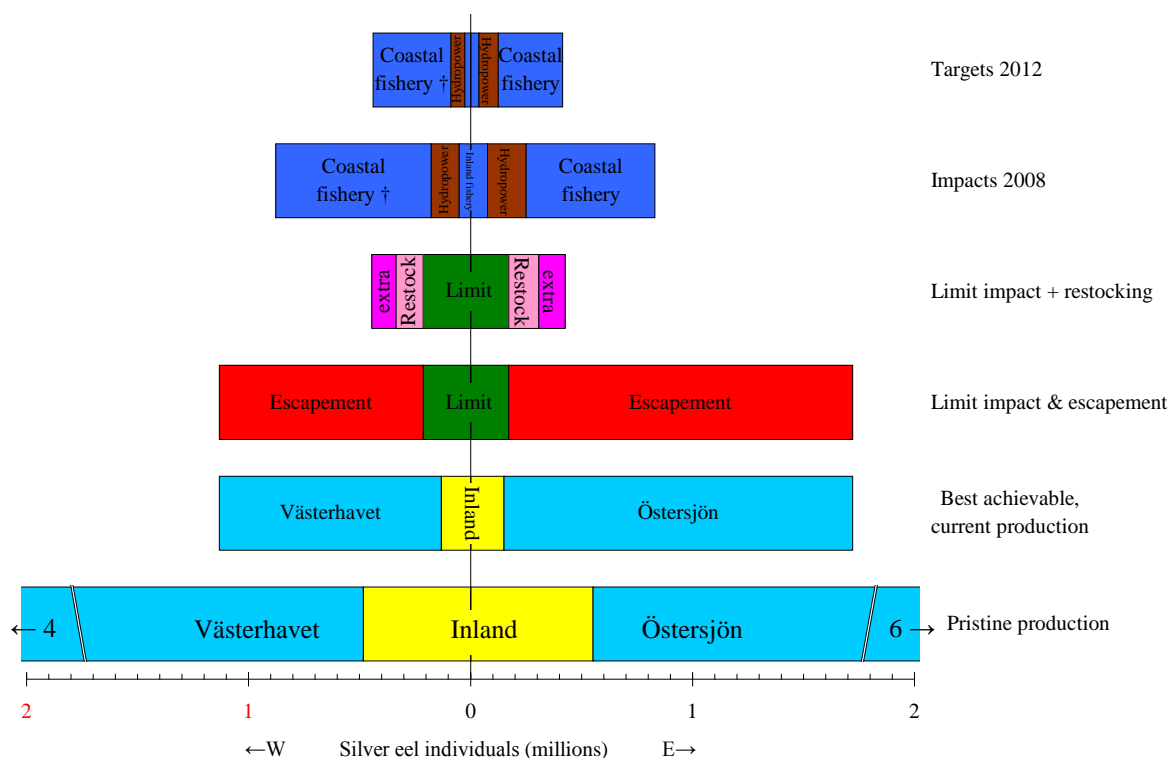 Coastal
fishery †
Hydropower
Hydropower
Coastal
fishery
Targets 2012
Coastal
fishery †
Hydropower
Inland fishery
Hydropower
Coastal
fishery
Impacts 2008
extra
Restock
Limit
Restock
extra
Limit impact + restocking
Escapement
Limit
Escapement
Limit impact & escapement
Västerhavet
Inland
Östersjön
Best achievable,
current production
← 4
Västerhavet
Inland
Östersjön
6 →
Pristine production
2 1 0 1 2
←W Silver eel individuals (millions) E→